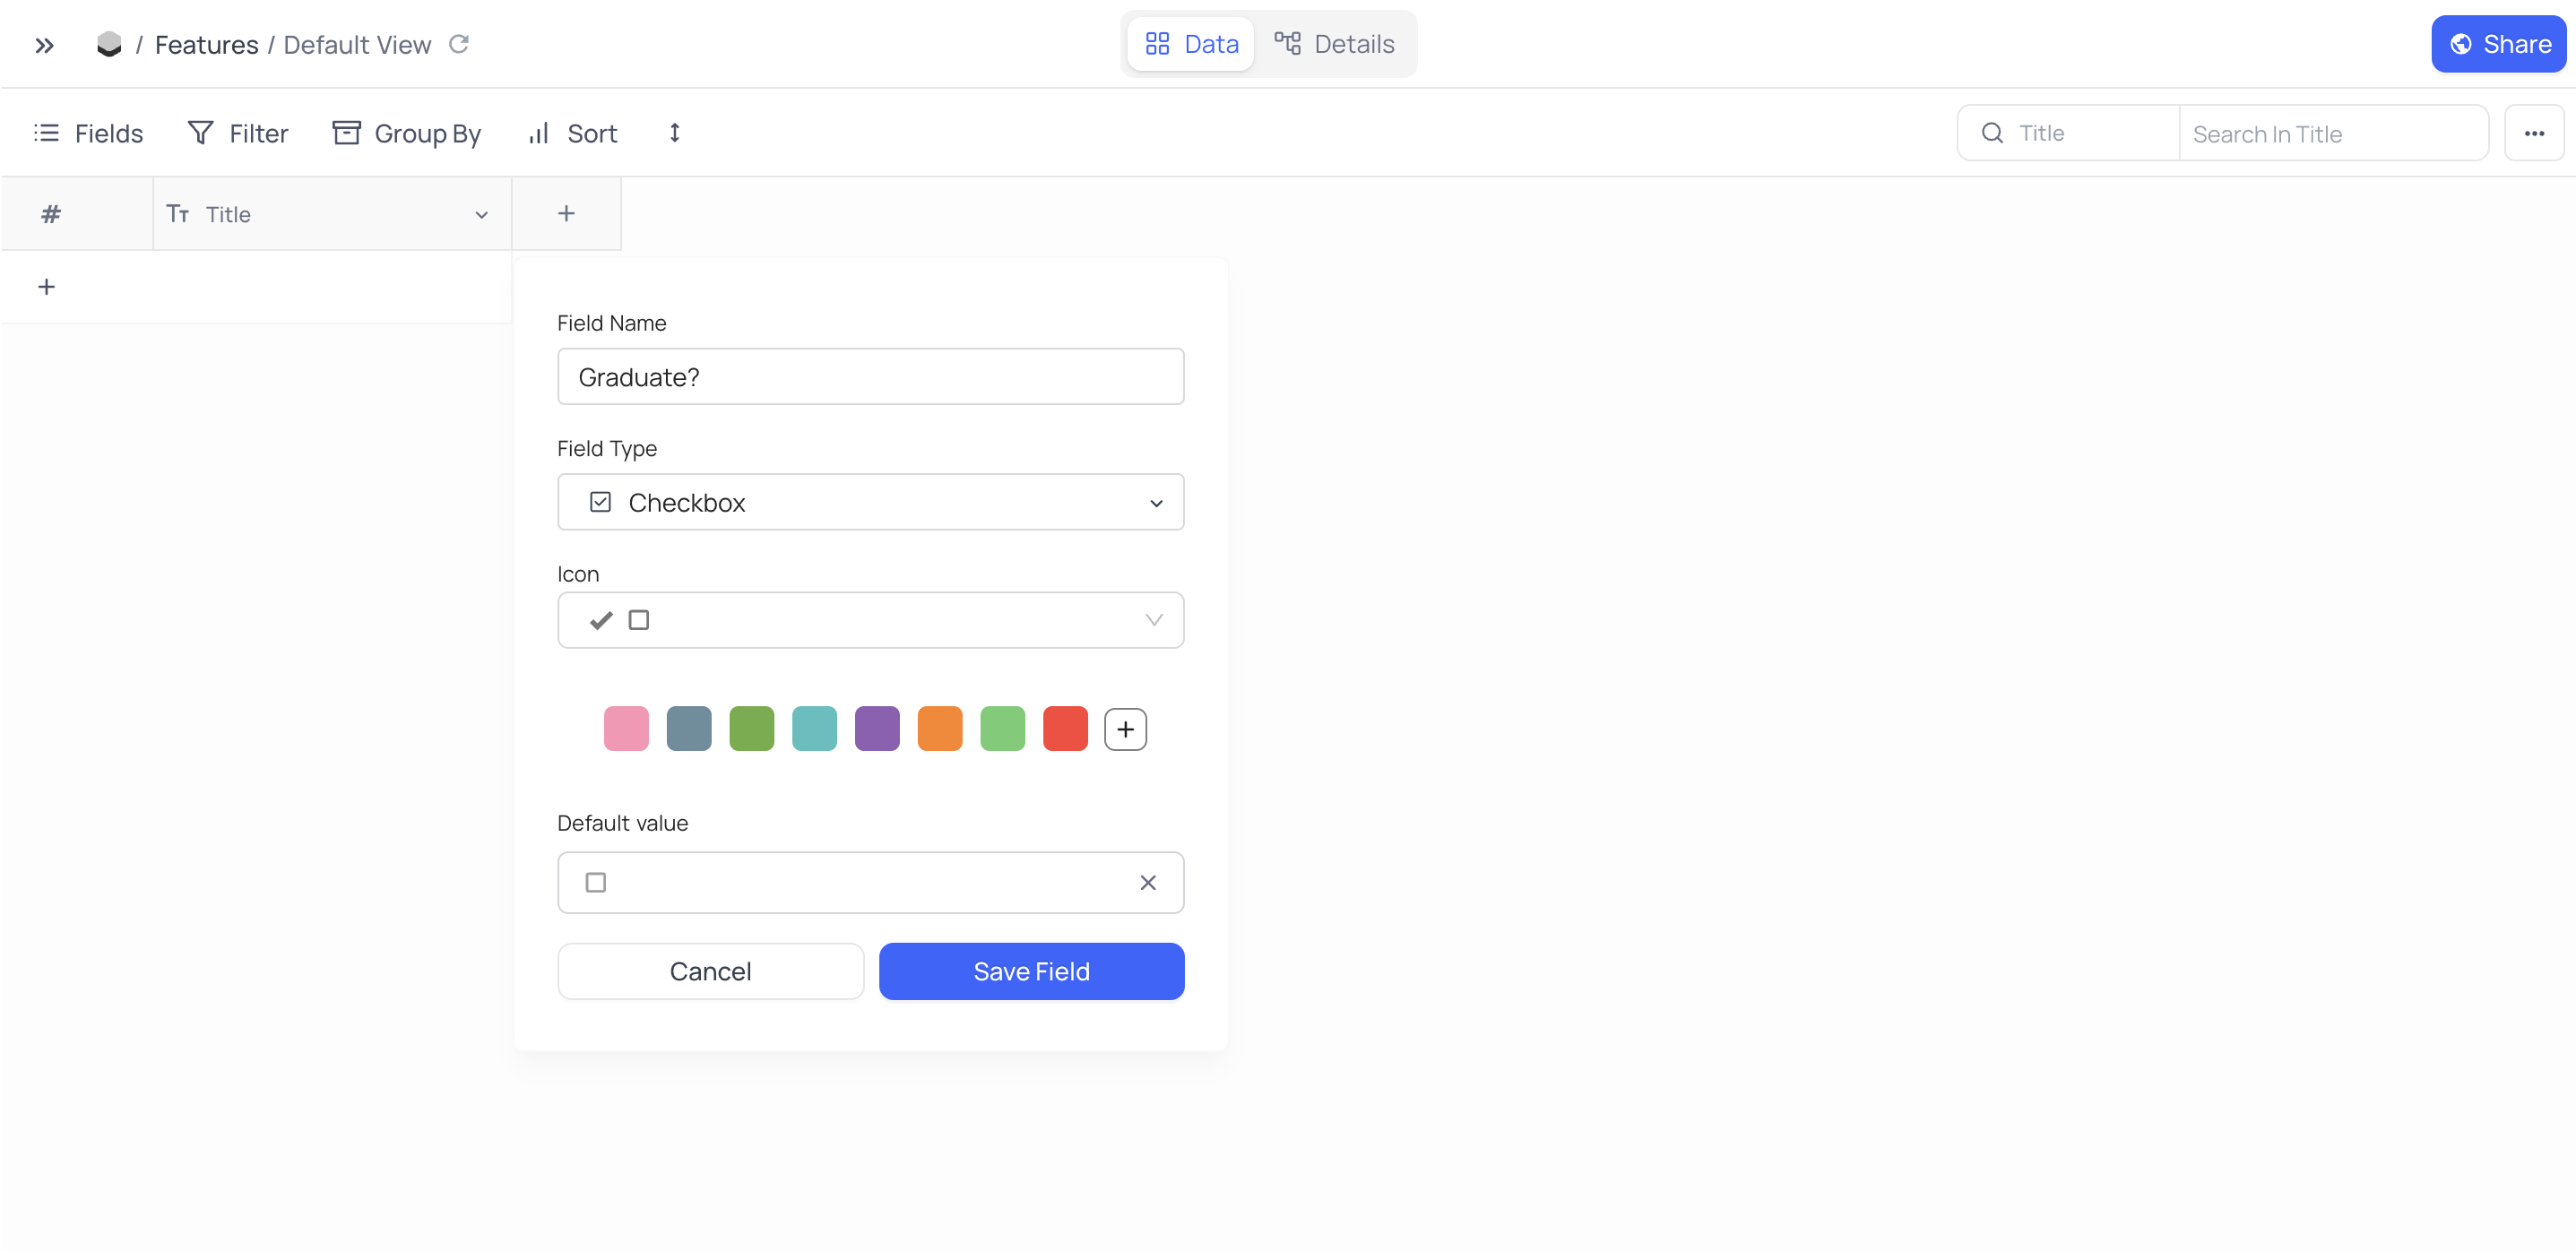 / Features / Default View
Data
Details
Share
Fields
Filter
Group By
Sort
Title
Search In Title
# Title
Field Name
Graduate?
Field Type
Checkbox
Icon
Default value
Cancel
Save Field